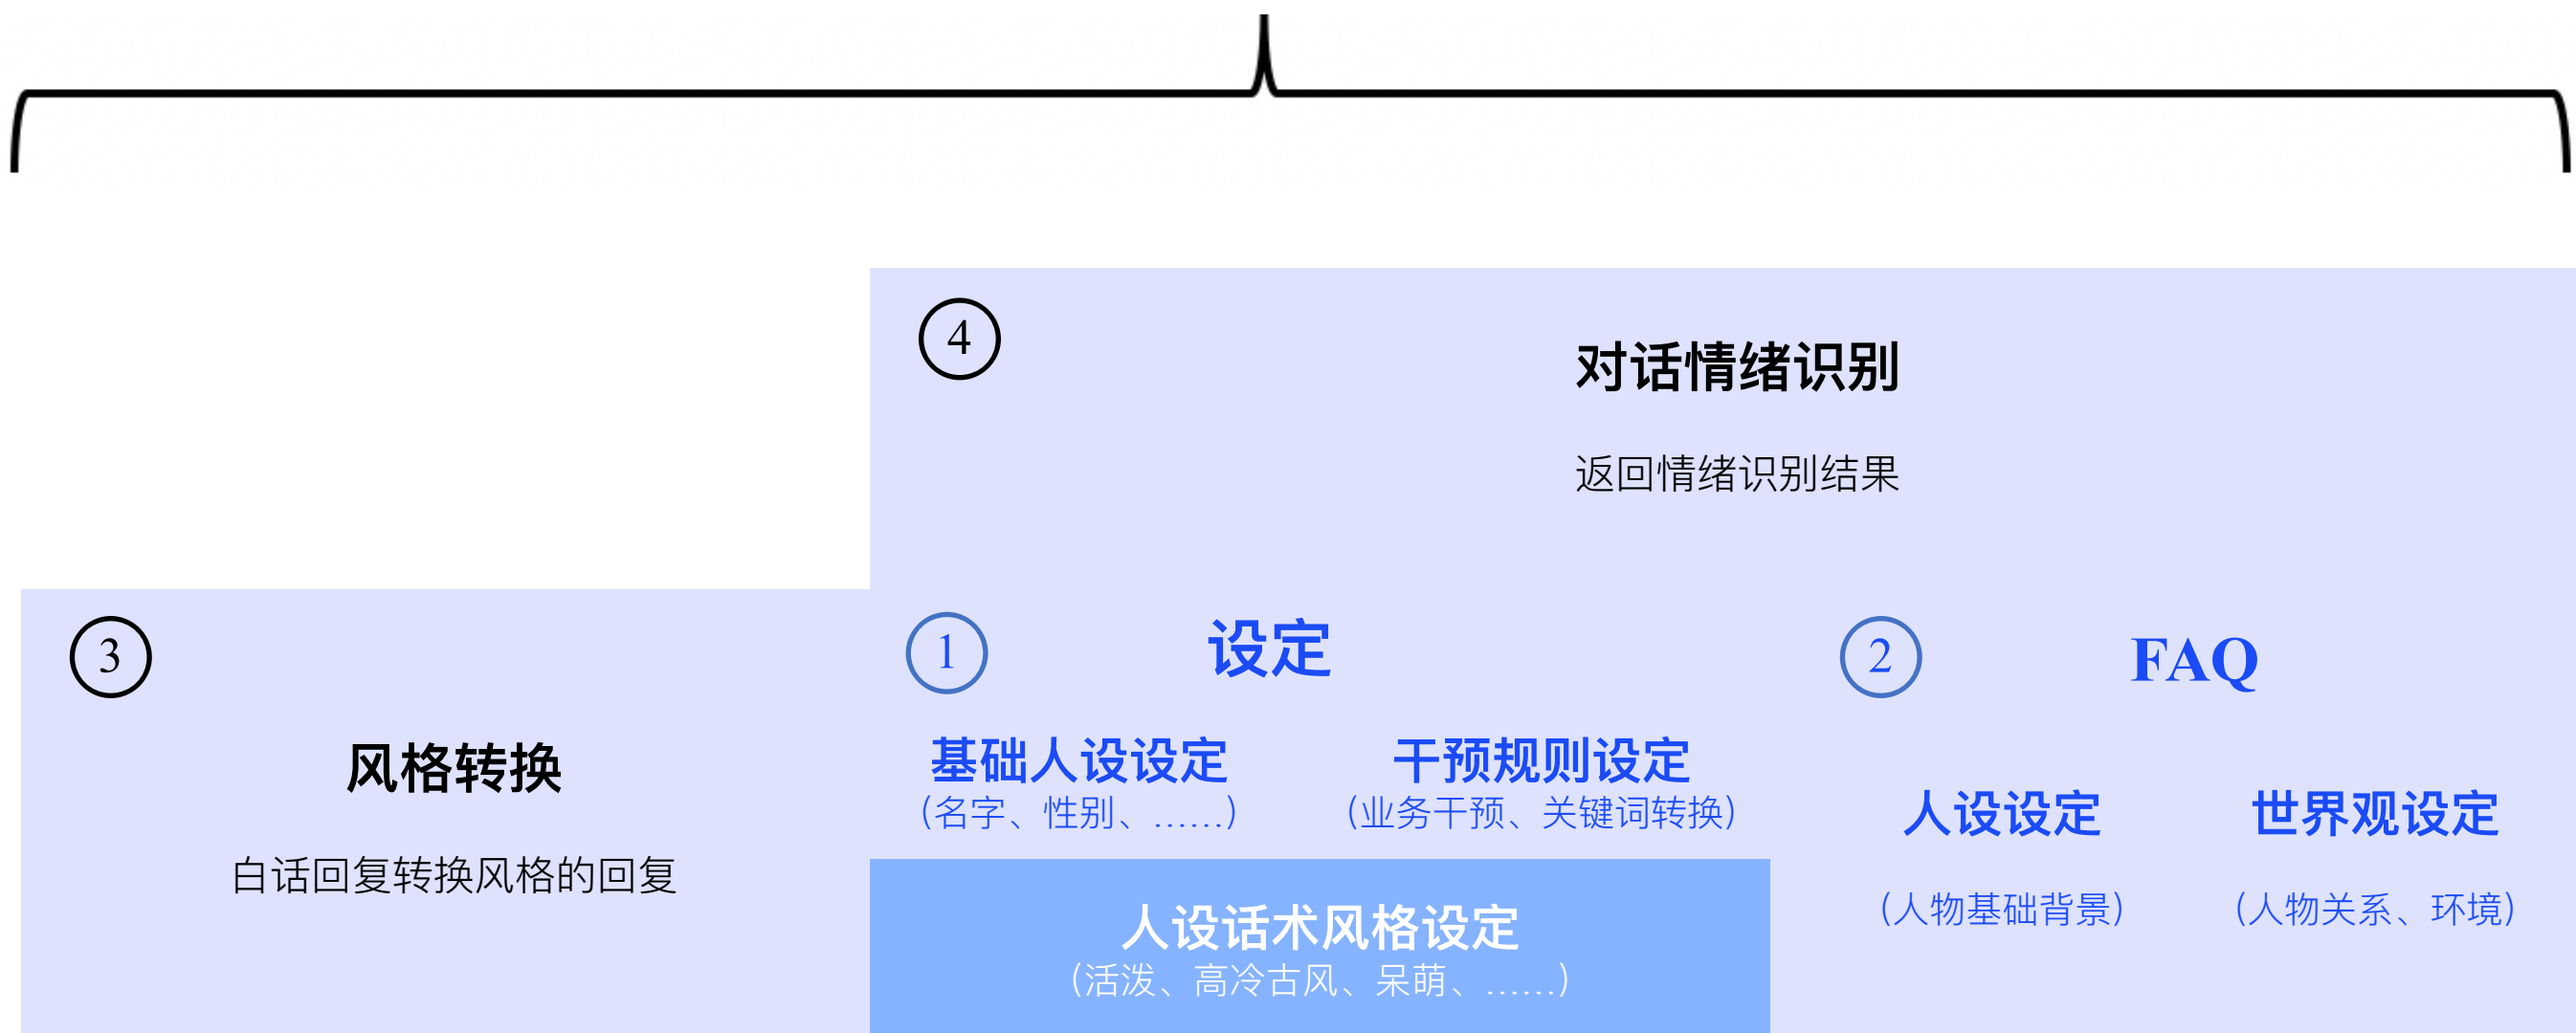 ④
对话情绪识别
返回情绪识别结果
③
风格转换
白话回复转换风格的回复
①
设定
基础人设设定
(名字、性别、……)
干预规则设定
(业务干预、关键词转换)
人设话术风格设定
(活泼、高冷古风、呆萌、……)
②
FAQ
人设设定
(人物基础背景)
世界观设定
(人物关系、环境)